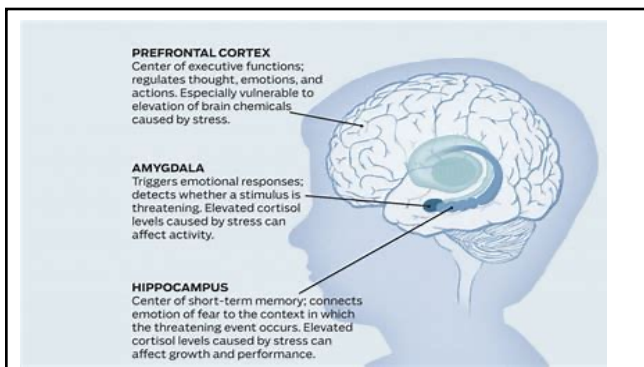 PREFRONTAL CORTEX
Center of executive functions;
regulates thought, emotions, and
actions. Especially vulnerable to
elevation of brain chemicals
caused by stress.
AMYGDALA
Triggers emotional responses;
detects whether a stimulus is
threatening. Elevated cortisol
levels caused by stress can
affect activity.
HIPPOCAMPUS
Center of short-term memory; connects
emotion of fear to the context in which
the threatening event occurs. Elevated
cortisol levels caused by stress can
affect growth and performance.